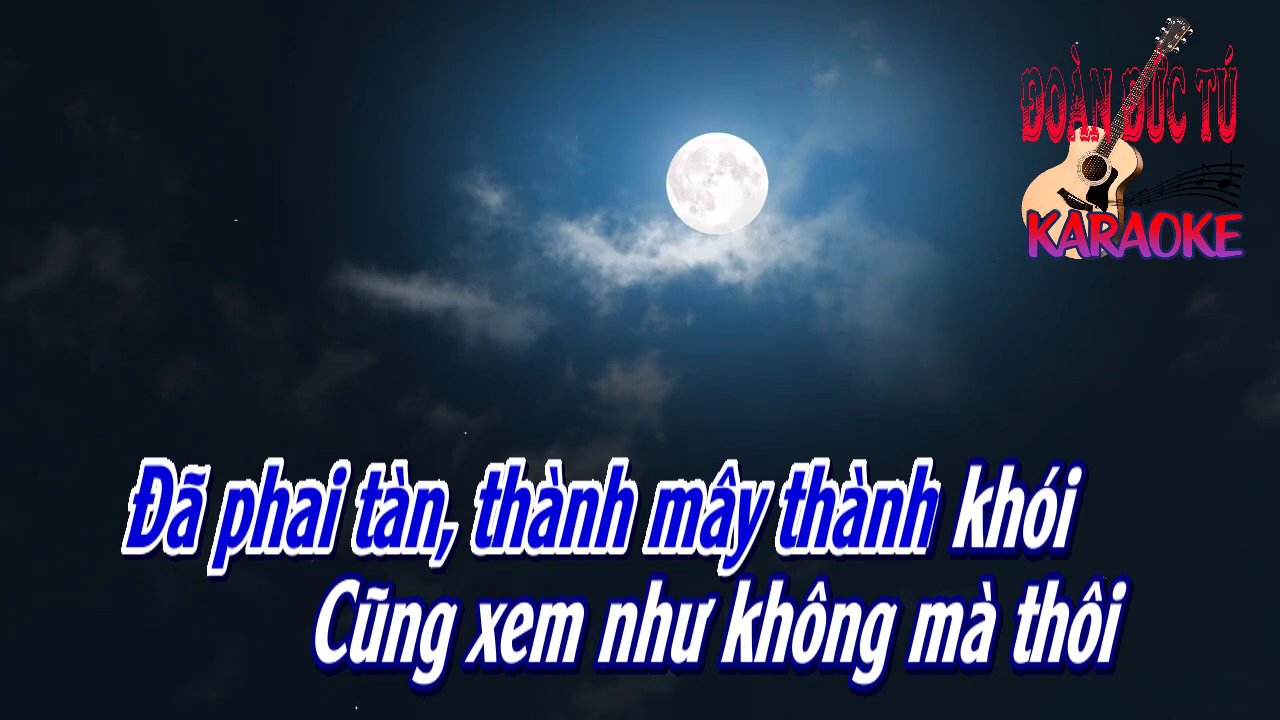 ĐOÀN ĐỨC TÚ
KARAOKE
Đã phai tàn, thành mây thành khói
Cũng xem như không mà thôi